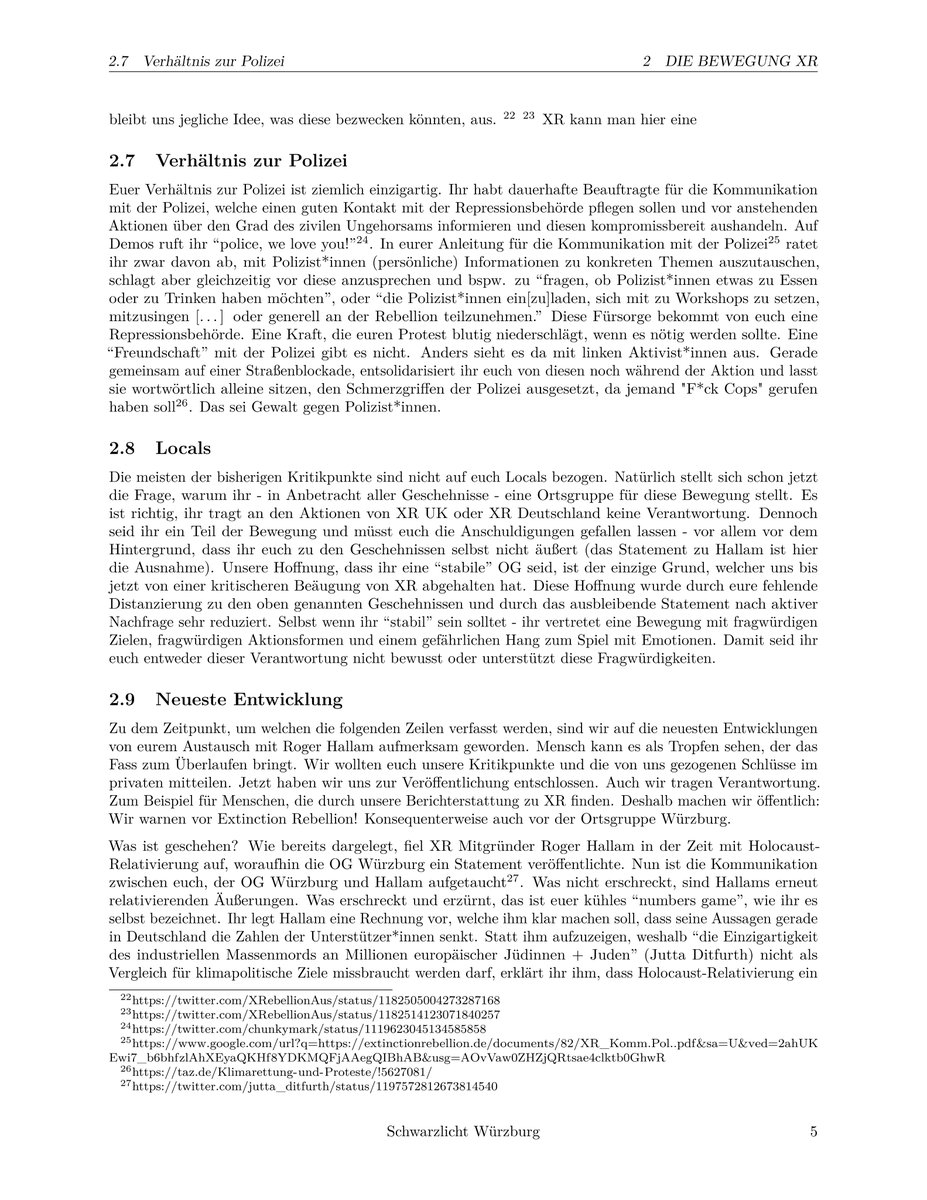 2.7 Verhältnis zur Polizei 2 DIE BEWEGUNG XR
bleibt uns jegliche Idee, was diese bezwecken könnten, aus. 22 23 XR kann man hier eine
2.7 Verhältnis zur Polizei
Euer Verhältnis zur Polizei ist ziemlich einzigartig. Ihr habt dauerhafte Beauftragte für die Kommunikation
mit der Polizei, welche einen guten Kontakt mit der Repressionsbehörde pflegen sollen und vor anstehenden
Aktionen über den Grad des zivilen Ungehorsams informieren und diesen kompromissbereit aushandeln. Auf
Demos ruft ihr “police, we love you!”24. In eurer Anleitung für die Kommunikation mit der Polizei25 ratet
ihr zwar davon ab, mit Polizist*innen (persönliche) Informationen zu konkreten Themen auszutauschen,
schlagt aber gleichzeitig vor diese anzusprechen und bspw. zu “fragen, ob Polizist*innen etwas zu Essen
oder zu Trinken haben möchten”, oder “die Polizist*innen ein[zu]laden, sich mit zu Workshops zu setzen,
mitzusingen [...] oder generell an der Rebellion teilzunehmen.” Diese Fürsorge bekommt von euch eine
Repressionsbehörde. Eine Kraft, die euren Protest blutig niederschlägt, wenn es nötig werden sollte. Eine
“Freundschaft” mit der Polizei gibt es nicht. Anders sieht es da mit linken Aktivist*innen aus. Gerade
gemeinsam auf einer Straßenblockade, entsolidarisiert ihr euch von diesen noch während der Aktion und lasst
sie wortwörtlich alleine sitzen, den Schmerzgriffen der Polizei ausgesetzt, da jemand "F*ck Cops" gerufen
haben soll26. Das sei Gewalt gegen Polizist*innen.
2.8 Locals
Die meisten der bisherigen Kritikpunkte sind nicht auf euch Locals bezogen. Natürlich stellt sich schon jetzt
die Frage, warum ihr - in Anbetracht aller Geschehnisse - eine Ortsgruppe für diese Bewegung stellt. Es
ist richtig, ihr tragt an den Aktionen von XR UK oder XR Deutschland keine Verantwortung. Dennoch
seid ihr ein Teil der Bewegung und müsst euch die Anschuldigungen gefallen lassen - vor allem vor dem
Hintergrund, dass ihr euch zu den Geschehnissen selbst nicht äußert (das Statement zu Hallam ist hier
die Ausnahme). Unsere Hoffnung, dass ihr eine “stabile” OG seid, ist der einzige Grund, welcher uns bis
jetzt von einer kritischeren Beäugung von XR abgehalten hat. Diese Hoffnung wurde durch eure fehlende
Distanzierung zu den oben genannten Geschehnissen und durch das ausbleibende Statement nach aktiver
Nachfrage sehr reduziert. Selbst wenn ihr “stabil” sein solltet - ihr vertretet eine Bewegung mit fragwürdigen
Zielen, fragwürdigen Aktionsformen und einem gefährlichen Hang zum Spiel mit Emotionen. Damit seid ihr
euch entweder dieser Verantwortung nicht bewusst oder unterstützt diese Fragwürdigkeiten.
2.9 Neueste Entwicklung
Zu dem Zeitpunkt, um welchen die folgenden Zeilen verfasst werden, sind wir auf die neuesten Entwicklungen
von eurem Austausch mit Roger Hallam aufmerksam geworden. Mensch kann es als Tropfen sehen, der das
Fass zum Überlaufen bringt. Wir wollten euch unsere Kritikpunkte und die von uns gezogenen Schlüsse im
privaten mitteilen. Jetzt haben wir uns zur Veröffentlichung entschlossen. Auch wir tragen Verantwortung.
Zum Beispiel für Menschen, die durch unsere Berichterstattung zu XR finden. Deshalb machen wir öffentlich:
Wir warnen vor Extinction Rebellion! Konsequenterweise auch vor der Ortsgruppe Würzburg.
Was ist geschehen? Wie bereits dargelegt, fiel XR Mitgründer Roger Hallam in der Zeit mit Holocaust-
Relativierung auf, woraufhin die OG Würzburg ein Statement veröffentlichte. Nun ist die Kommunikation
zwischen euch, der OG Würzburg und Hallam aufgetaucht27. Was nicht erschreckt, sind Hallams erneut
relativierenden Äußerungen. Was erschreckt und erzürnt, das ist euer kühles “numbers game”, wie ihr es
selbst bezeichnet. Ihr legt Hallam eine Rechnung vor, welche ihm klar machen soll, dass seine Aussagen gerade
in Deutschland die Zahlen der Unterstützer*innen senkt. Statt ihm aufzuzeigen, weshalb “die Einzigartigkeit
des industriellen Massenmords an Millionen europäischer Jüdinnen + Juden” (Jutta Ditfurth) nicht als
Vergleich für klimapolitische Ziele missbraucht werden darf, erklärt ihr ihm, dass Holocaust-Relativierung ein
22https://twitter.com/XRebellionAus/status/1182505004273287168
23https://twitter.com/XRebellionAus/status/1182514123071840257
24https://twitter.com/chunkymark/status/1119623045134585858
25https://www.google.com/url?q=https://extinctionrebellion.de/documents/82/XR_Komm.Pol..pdf&sa=U&ved=2ahUK
Ewi7_b6bhfzlAhXEyaQKHf8YDKMQFjAAegQIBhAB&usg=AOvVaw0ZHZjQRtsae4clktb0GhwR
26https://taz.de/Klimarettung-und-Proteste/!5627081/
27https://twitter.com/jutta_ditfurth/status/1197572812673814540
Schwarzlicht Würzburg 5